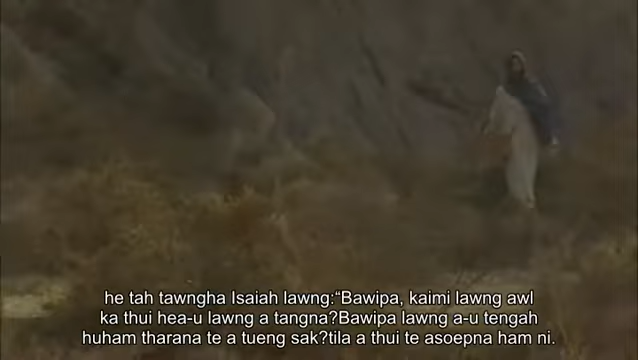 he tah tawngha Isaiah lawng:“Bawipa, kaimi lawng awl
ka thui hea-u lawng a tangna?Bawipa lawng a-u tengah
huham tharana te a tueng sak?tila a thui te asoepna ham ni.